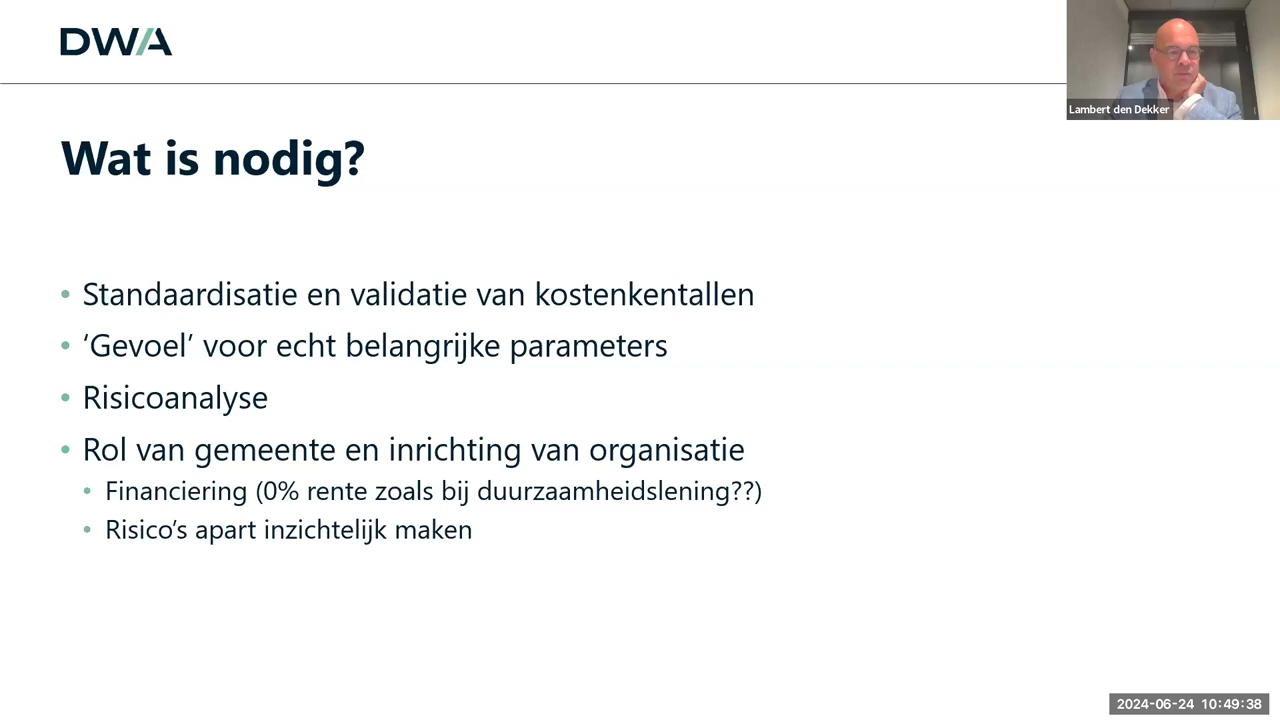 DWA
Lambert den Dekker
Wat is nodig?
• Standaardisatie en validatie van kostenkentallen
• ‘Gevoel’ voor echt belangrijke parameters
• Risicoanalyse
• Rol van gemeente en inrichting van organisatie
• Financiering (0% rente zoals bij duurzaamheidslening??)
• Risico’s apart inzichtelijk maken
2024-06-24 10:49:38